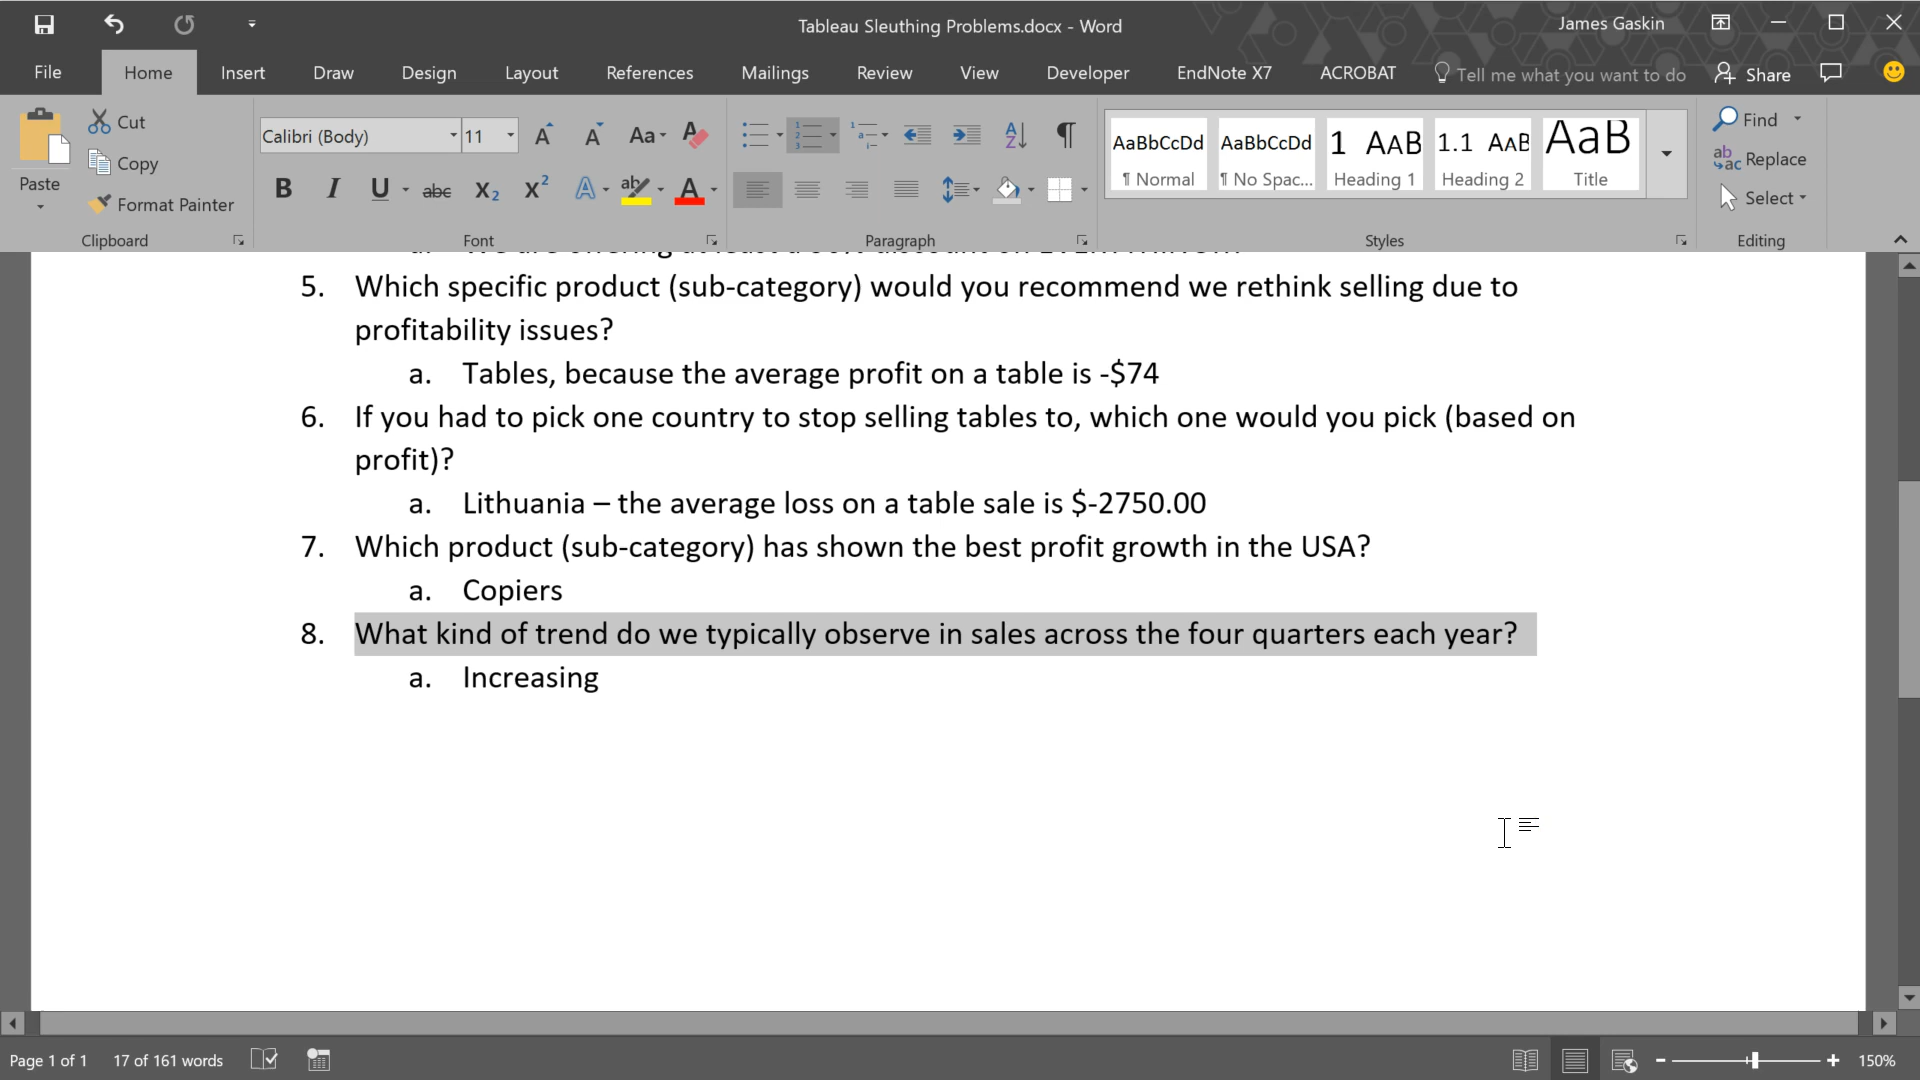 Tableau Sleuthing Problems.docx - Word
James Gaskin
File Home Insert Draw Design Layout References Mailings Review View Developer EndNote X7 ACROBAT Tell me what you want to do Share
Paste
Cut
Copy
Format Painter
Clipboard
Calibri (Body) 11
Font
Paragraph
AaBbCcDd AaBbCcDd 1 AAB 1.1 AAB AaB
¶ Normal ¶ No Spac... Heading 1 Heading 2 Title
Styles
Find
Replace
Select
Editing
5. Which specific product (sub-category) would you recommend we rethink selling due to
profitability issues?
a. Tables, because the average profit on a table is -$74
6. If you had to pick one country to stop selling tables to, which one would you pick (based on
profit)?
a. Lithuania – the average loss on a table sale is $-2750.00
7. Which product (sub-category) has shown the best profit growth in the USA?
a. Copiers
8. What kind of trend do we typically observe in sales across the four quarters each year?
a. Increasing
Page 1 of 1 17 of 161 words 150%